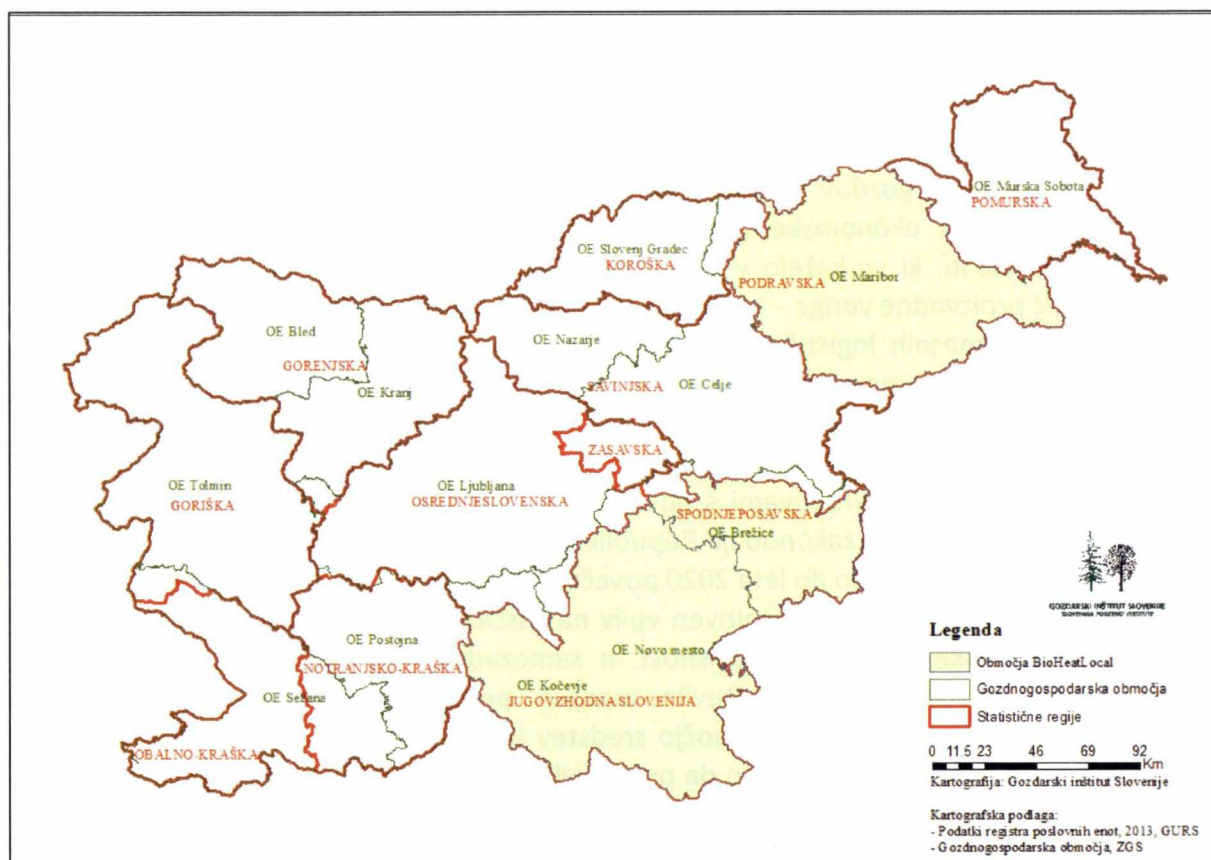 OE Murska Sobota
POMURSKA
OE Slovenj Gradec
KOROŠKA
PODRAVSKA
OE Maribor
OE Bled
OE Nazarje
GORENJSKA
SAVINJSKA
OE Celje
OE Kranj
ZASAVSKA
OE Tolmin
GORIŠKA
OE Ljubljana
OSREDNJESLOVENSKA
SPODNJEPOSAVSKA
OE Brežice
OE Postojna
NOTRANJSKO-KRAŠKA
OE Novo mesto
OE Sežana
OE Kočevje
JUGOVZHODNA SLOVENIJA
OBALNO-KRAŠKA
GOZDARSKI INŠTITUT SLOVENIJE
SLOVENIAN FORESTRY INSTITUTE
Legenda
Območja BioHeatLocal
Gozdnogospodarska območja
Statistične regije
0 11,5 23 46 69 92
Km
Kartografija: Gozdarski inštitut Slovenije
Kartografska podlaga:
- Podatki registra poslovnih enot, 2013, GURS
- Gozdnogospodarska območja, ZGS